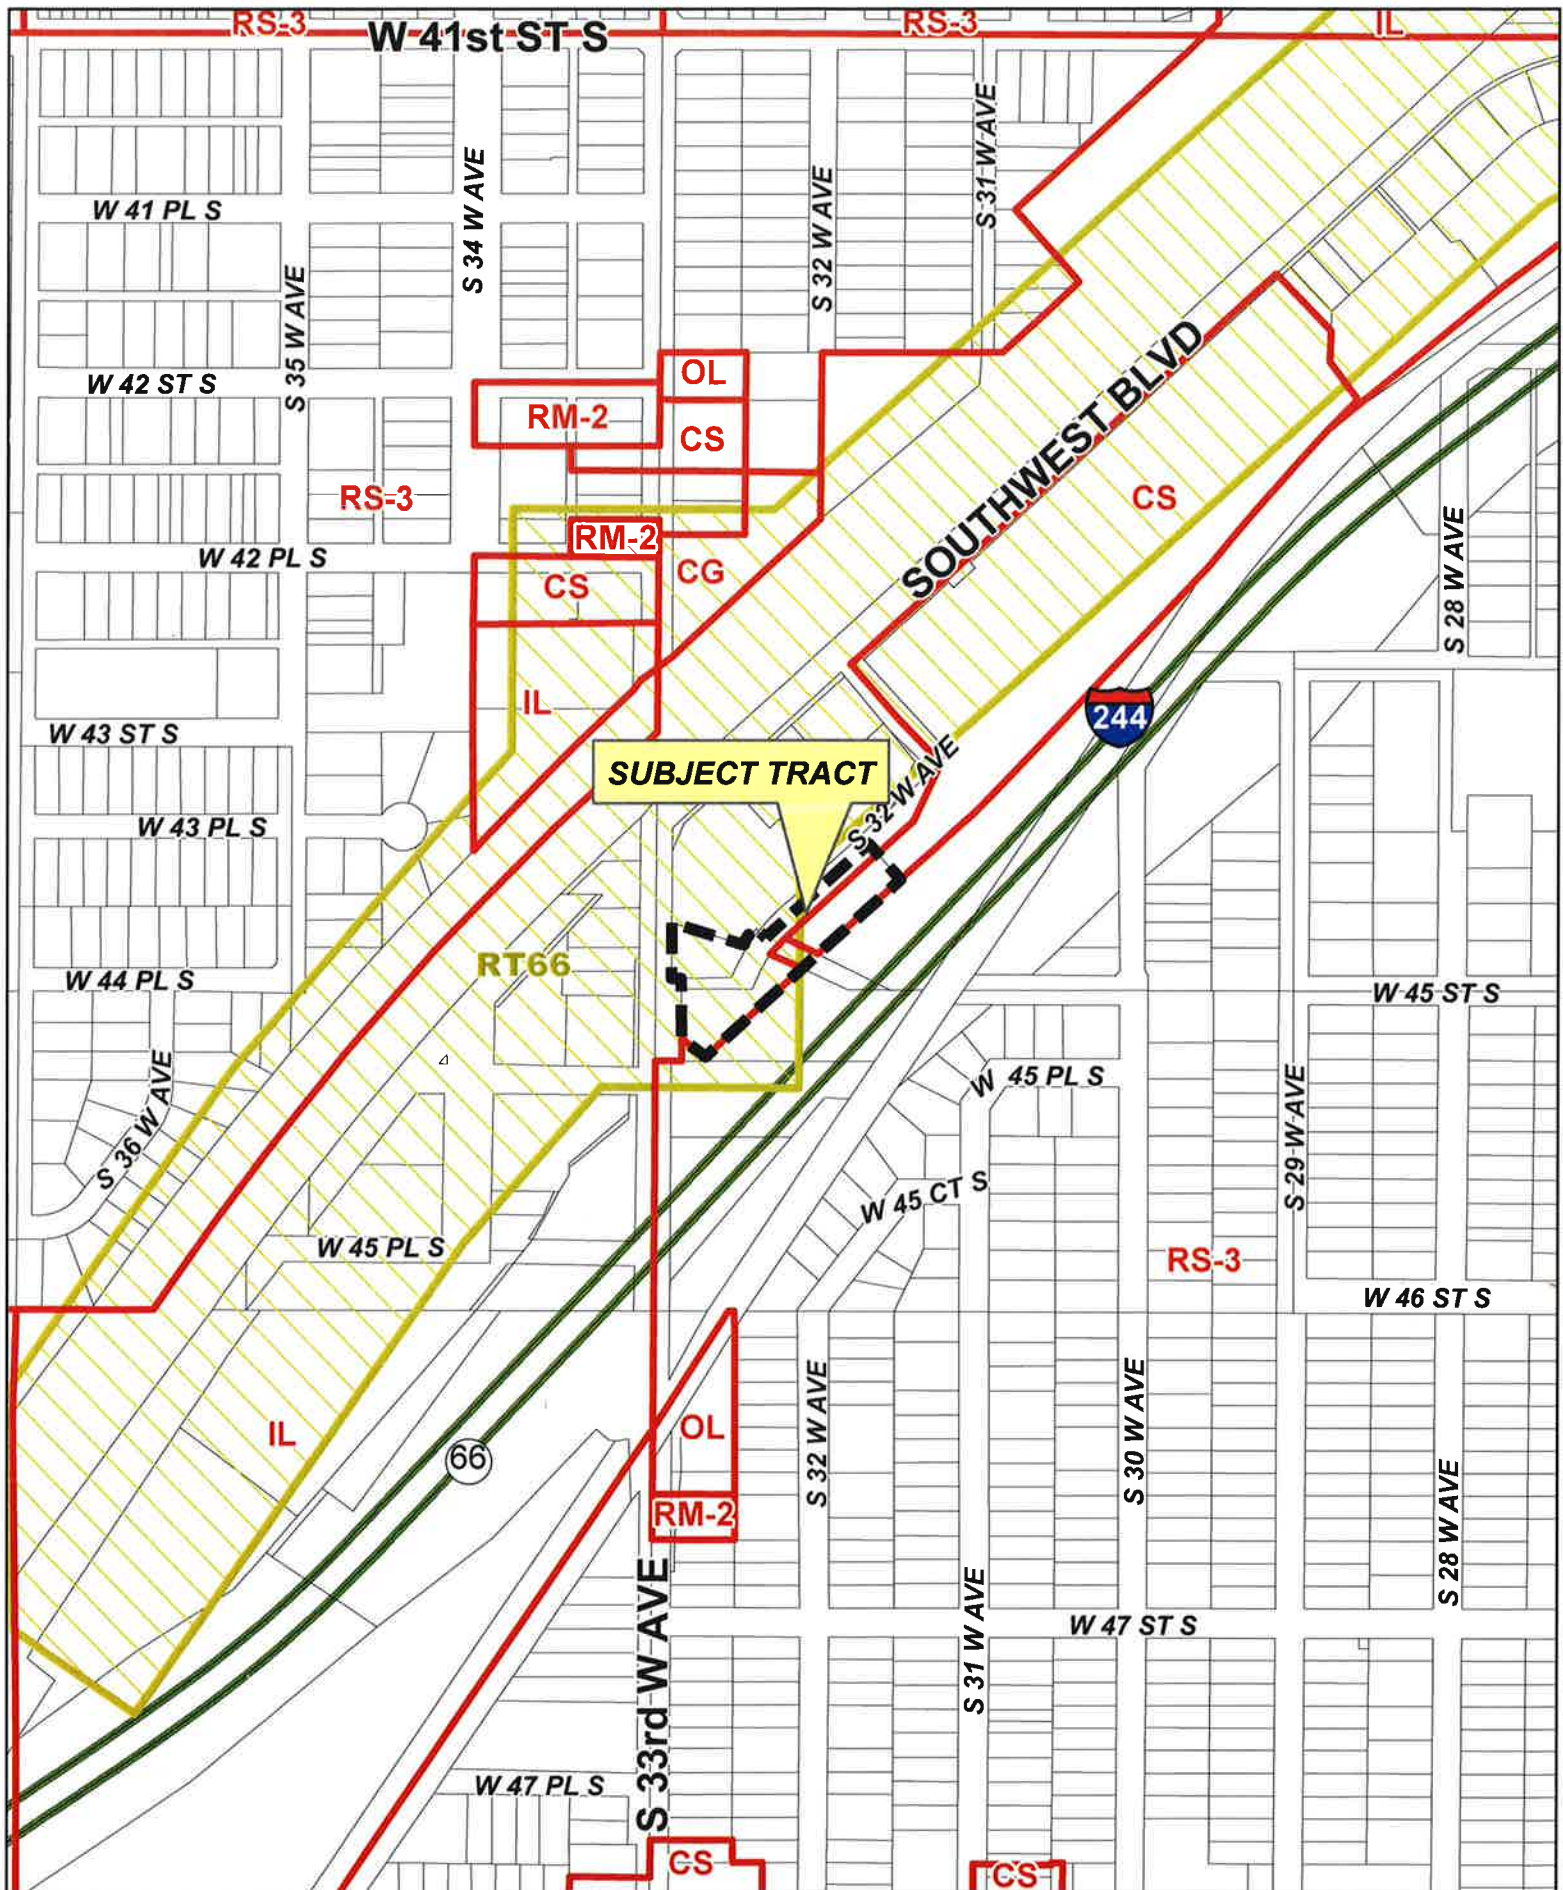 RS-3
RS-3
IL
W 41st ST S
S 31 W AVE
S 34 W AVE
S 32 W AVE
W 41 PL S
S 35 W AVE
SOUTHWEST BLVD
W 42 ST S
OL
RM-2
CS
RS-3
CS
RM-2
W 42 PL S
CG
CS
S 28 W AVE
IL
244
W 43 ST S
SUBJECT TRACT
S 32 W AVE
W 43 PL S
RT66
W 44 PL S
W 45 ST S
W 45 PL S
S 36 W AVE
S 29 W AVE
W 45 CT S
W 45 PL S
RS-3
W 46 ST S
IL
OL
66
S 32 W AVE
S 30 W AVE
S 28 W AVE
RM-2
S 33rd W AVE
S 31 W AVE
W 47 ST S
W 47 PL S
CS
CS